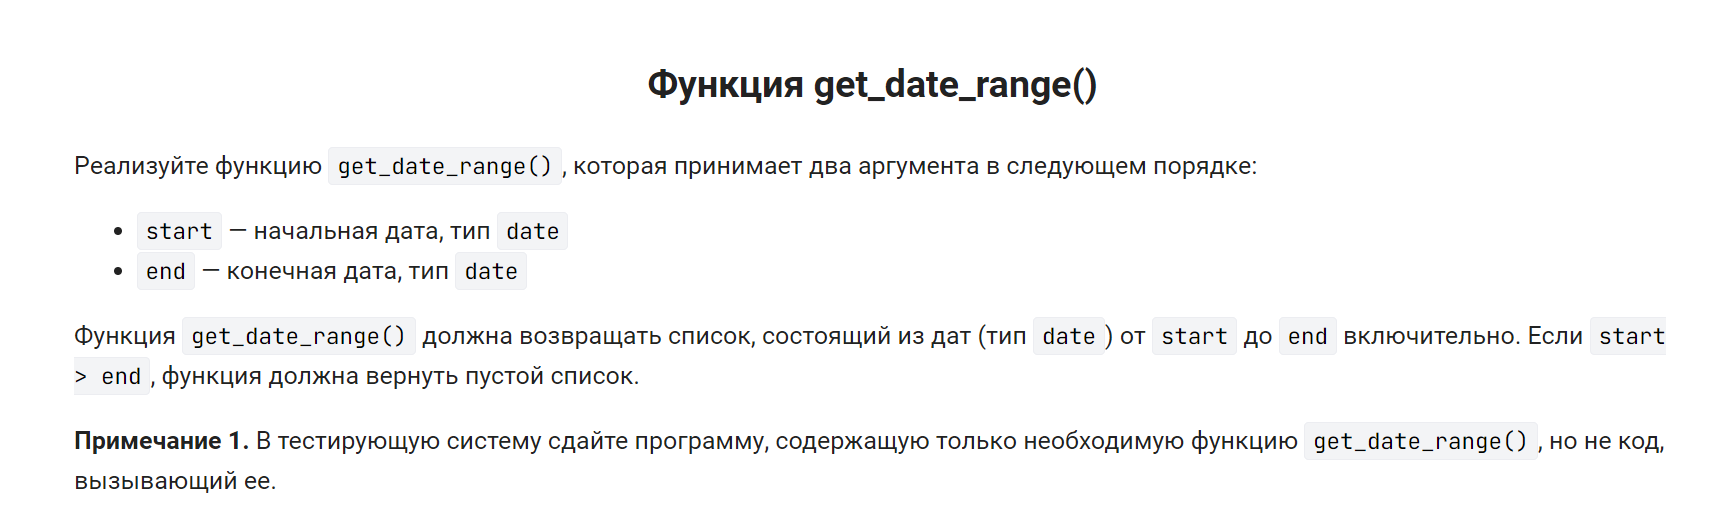 Функция get_date_range()
Реализуйте функцию get_date_range(), которая принимает два аргумента в следующем порядке:
• start — начальная дата, тип date
• end — конечная дата, тип date
Функция get_date_range() должна возвращать список, состоящий из дат (тип date) от start до end включительно. Если start
> end, функция должна вернуть пустой список.
Примечание 1. В тестирующую систему сдайте программу, содержащую только необходимую функцию get_date_range(), но не код,
вызывающий ее.